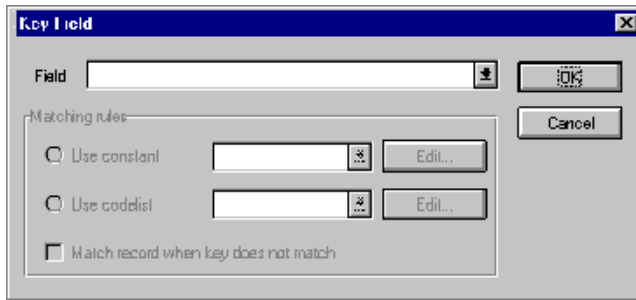 Key Field
Field
OK
Matching rules
Cancel
Use constant
Edit...
Use codelist
Edit...
Match record when key does not match